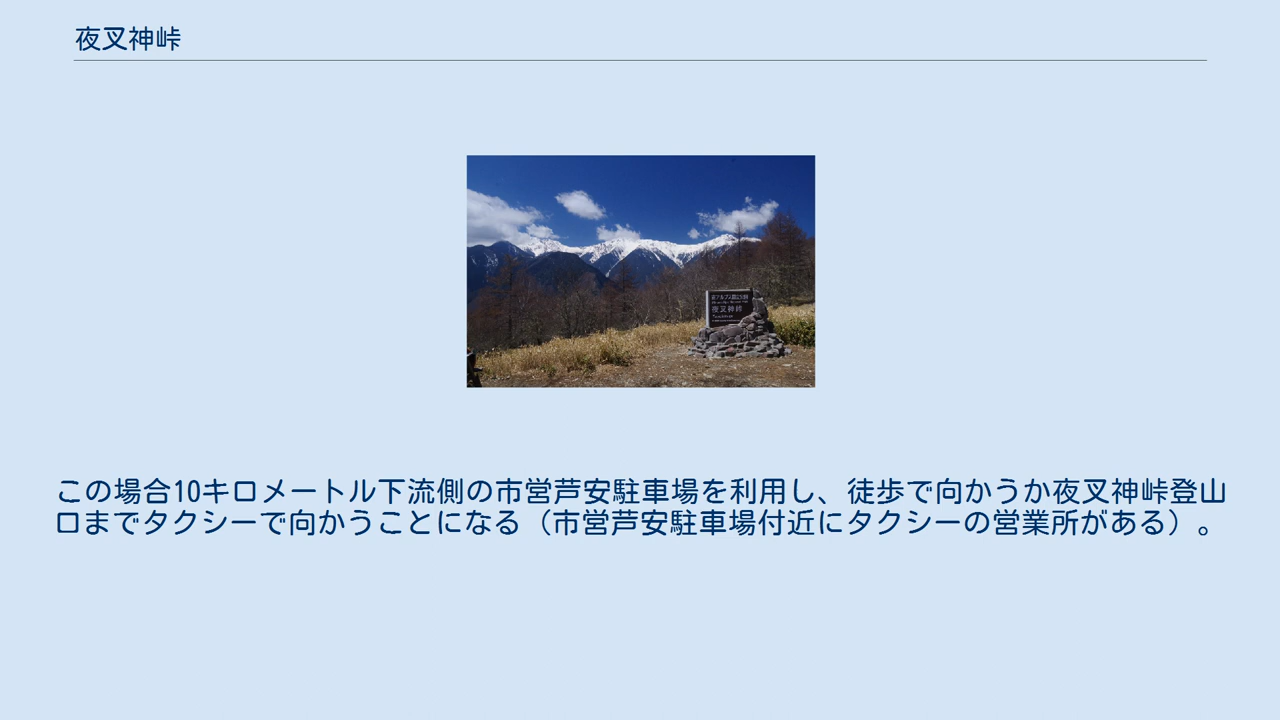 夜叉神峠
夜叉神峠
この場合10キロメートル下流側の市営芦安駐車場を利用し、徒歩で向かうか夜叉神峠登山
口までタクシーで向かうことになる（市営芦安駐車場付近にタクシーの営業所がある）。